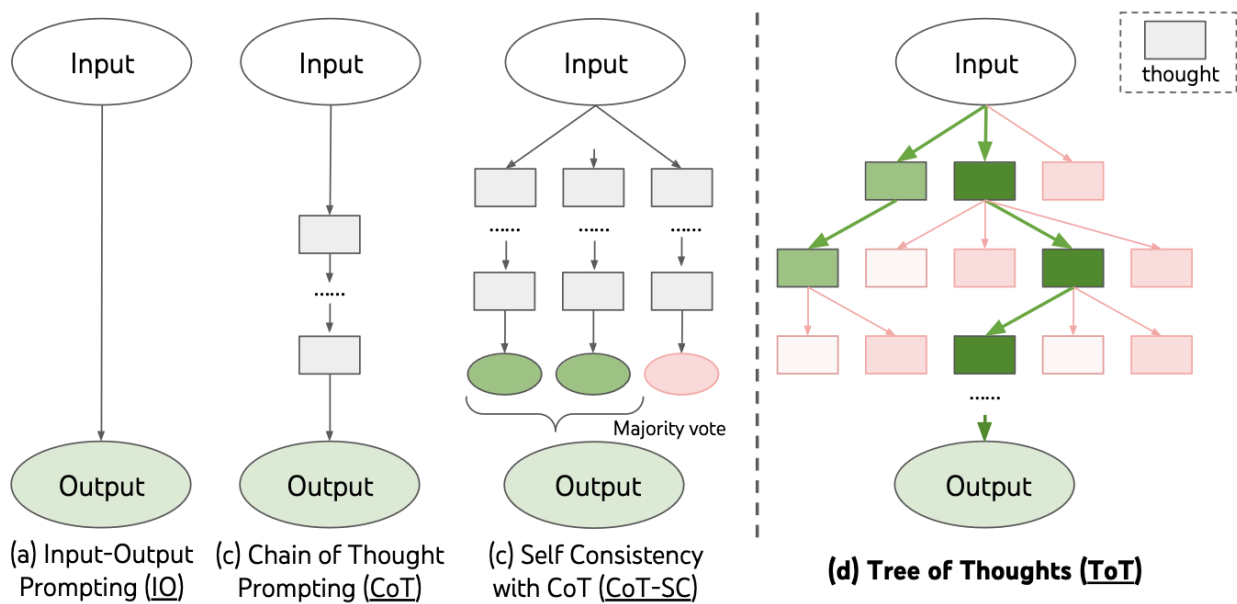 Input
Input
Input
Input
thought
……
……
……
……
……
Majority vote
Output
Output
Output
Output
(a) Input-Output
Prompting (IO)
(c) Chain of Thought
Prompting (CoT)
(c) Self Consistency
with CoT (CoT-SC)
(d) Tree of Thoughts (ToT)